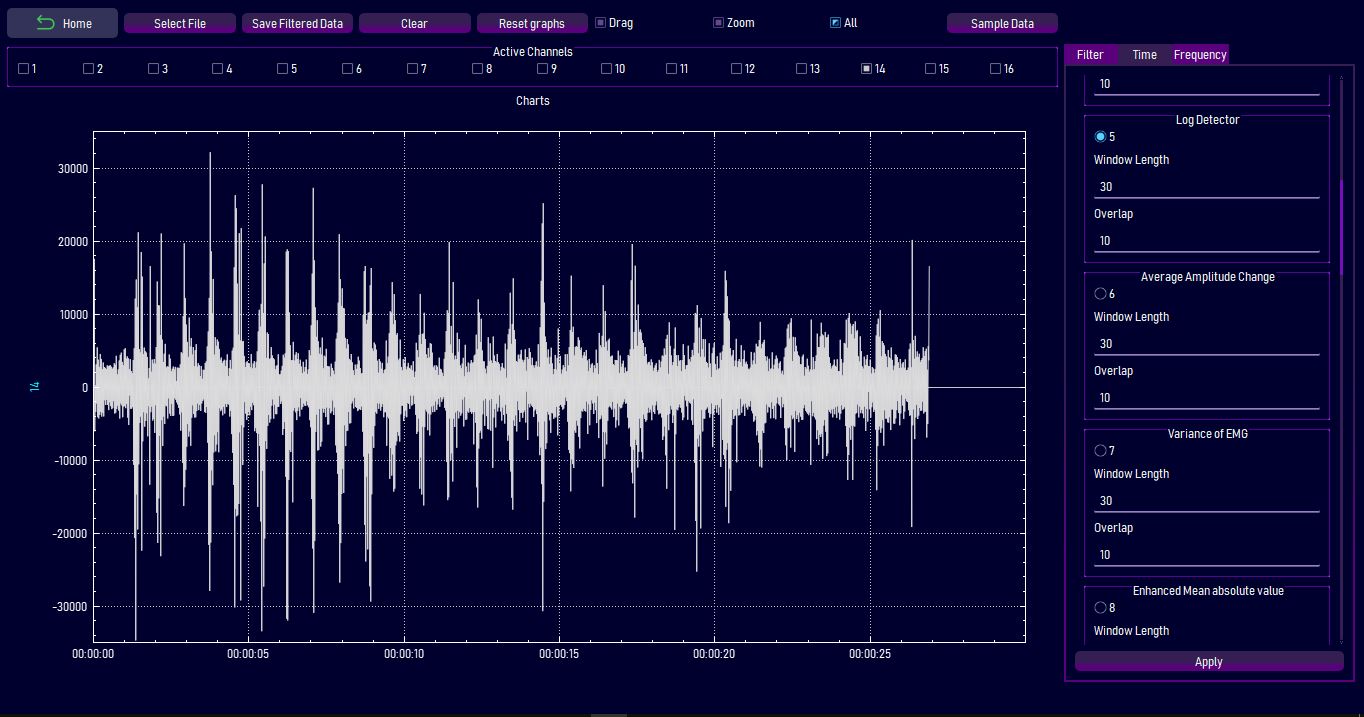 Home Select File Save Filtered Data Clear Reset graphs Drag Zoom All Sample Data
Active Channels
1 2 3 4 5 6 7 8 9 10 11 12 13 14 15 16
Charts
30000
20000
10000
0
-10000
-20000
-30000
14
00:00:00 00:00:05 00:00:10 00:00:15 00:00:20 00:00:25
Filter Time Frequency
10
Log Detector
5
Window Length
30
Overlap
10
Average Amplitude Change
6
Window Length
30
Overlap
10
Variance of EMG
7
Window Length
30
Overlap
10
Enhanced Mean absolute value
8
Window Length
Apply